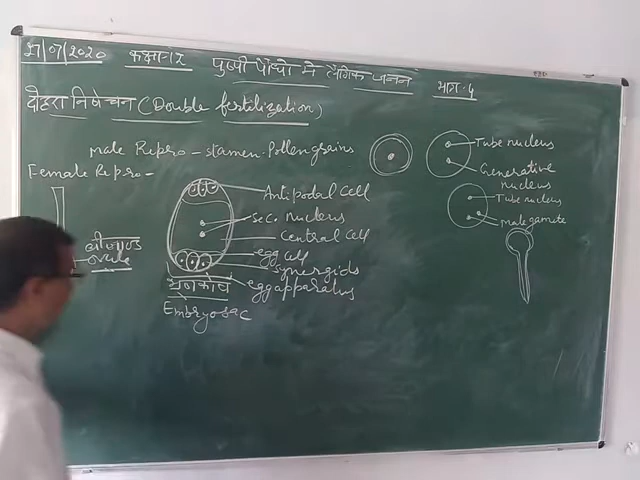 27/07/2020 कक्षा-12 पुष्पी पौधों में लैंगिक जनन भाग-4
दोहरा निषेचन (Double fertilization)
male Repro - stamen - Pollen grains
Tube nucleus
Generative nucleus
Tube nucleus
male gamete
Female Repro -
बीजाण्ड
ovule
Antipodal cell
Sec. nucleus
Central cell
egg cell
Synergids
egg apparatus
भ्रूणकोष
Embryosac